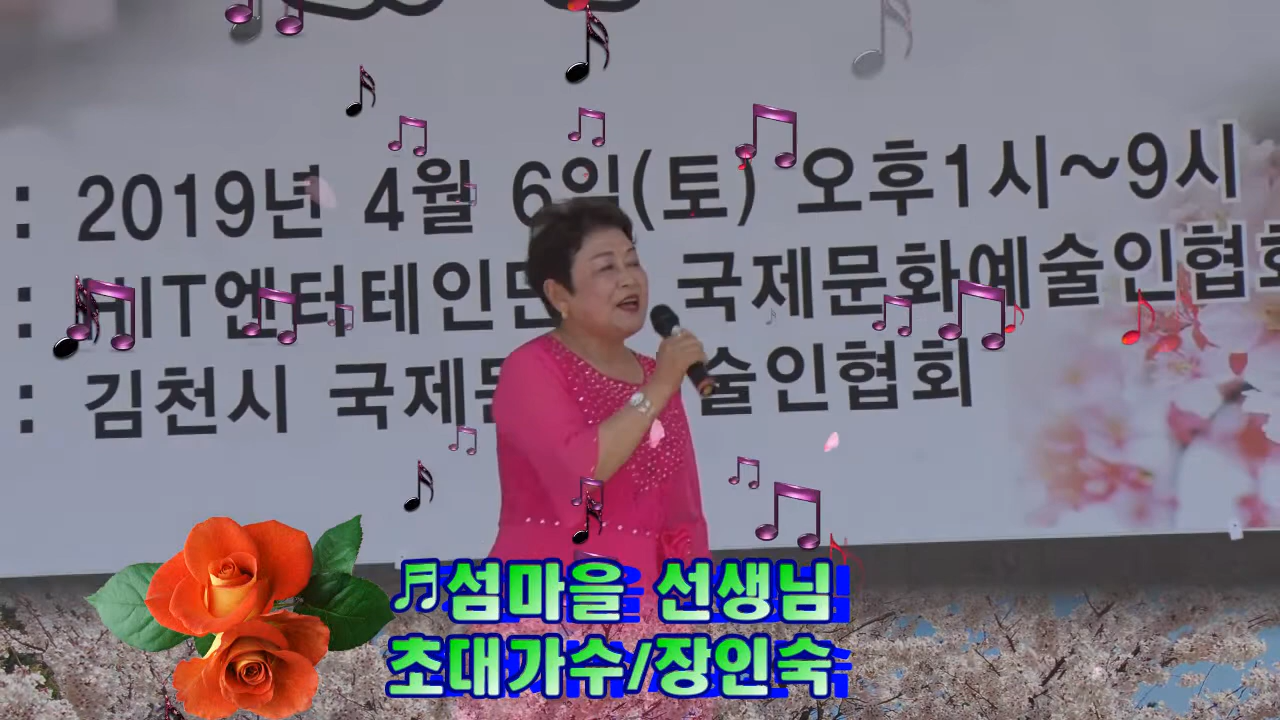 : 2019년 4월 6일(토) 오후1시~9시
: HIT엔터테인 국제문화예술인협회
: 김천시 국제 술인협회
♬섬마을 선생님
초대가수/장인숙